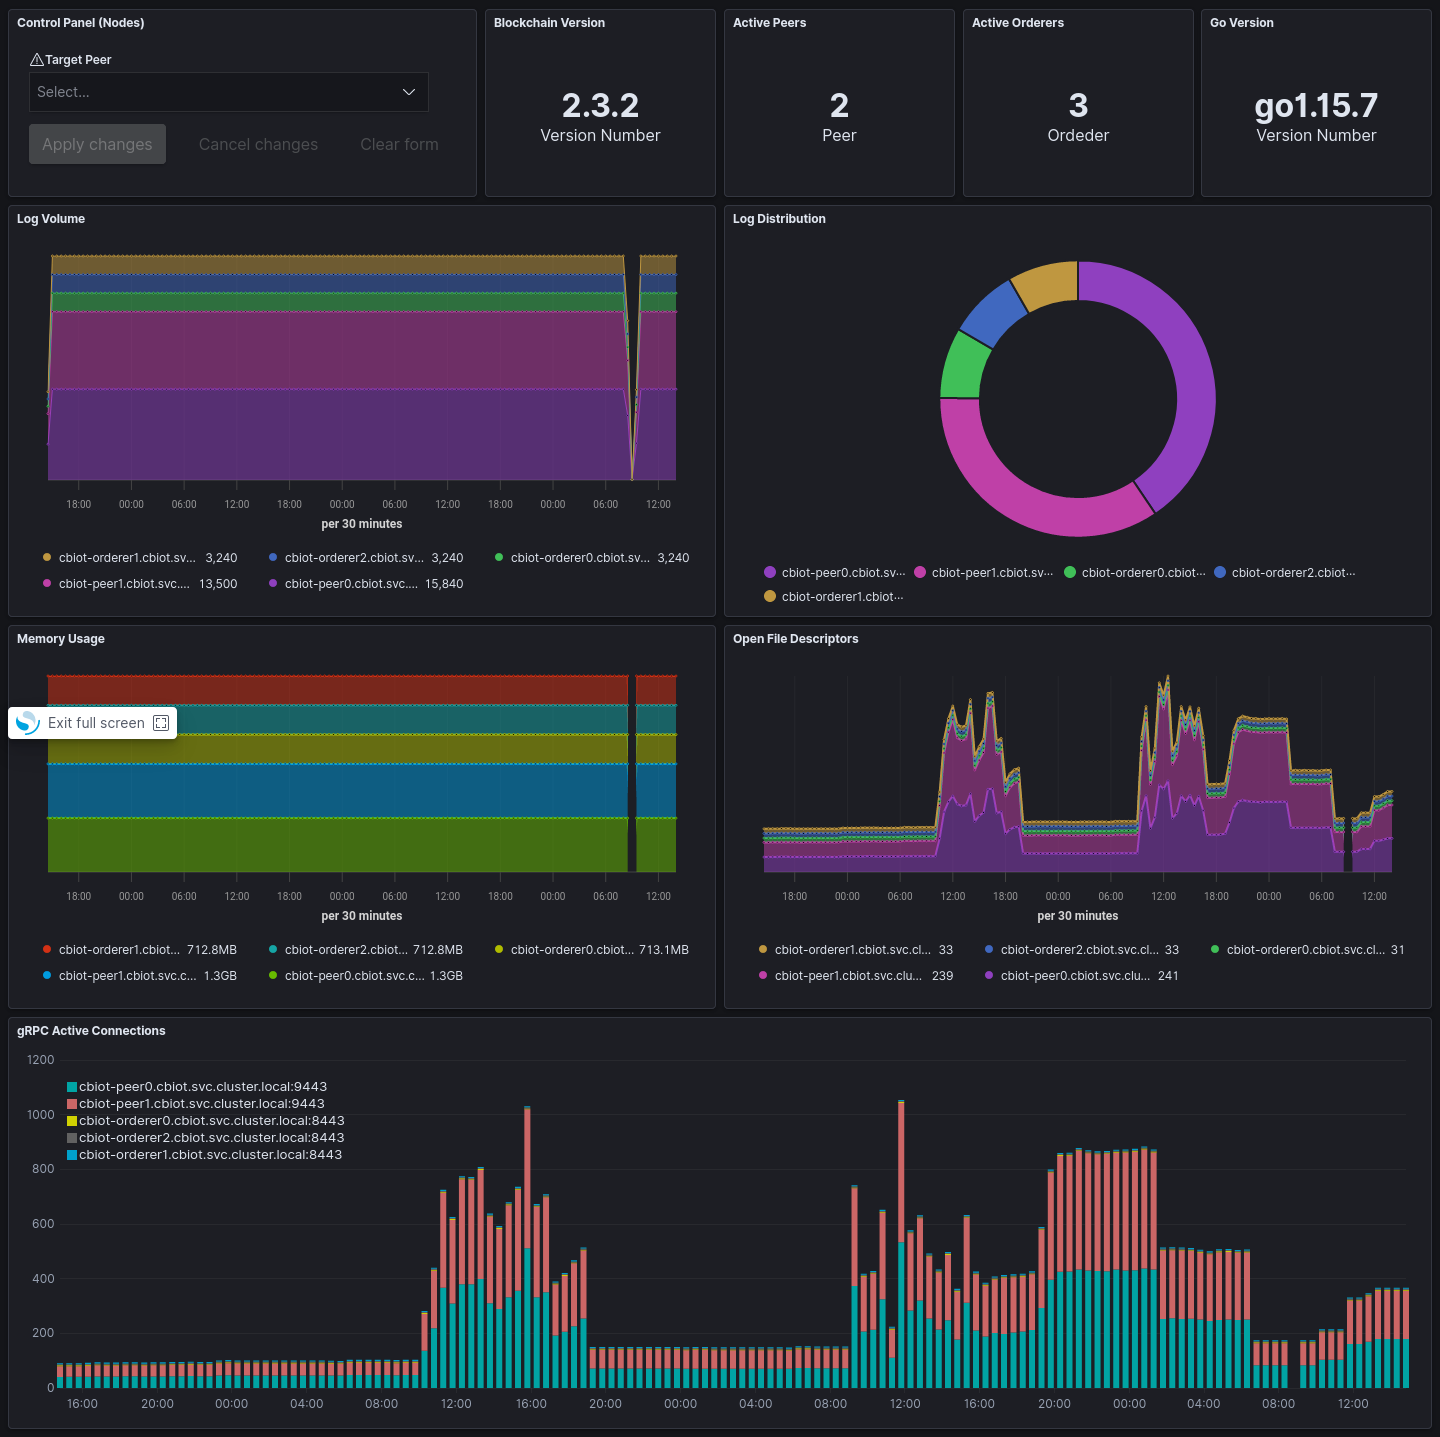 Control Panel (Nodes)
Blockchain Version
Active Peers
Active Orderers
Go Version
Target Peer
Select...
Apply changes
Cancel changes
Clear form
2.3.2
Version Number
2
Peer
3
Ordeder
go1.15.7
Version Number
Log Volume
18:00 00:00 06:00 12:00 18:00 00:00 06:00 12:00 18:00 00:00 06:00 12:00
per 30 minutes
cbiot-orderer1.cbiot.sv... 3,240
cbiot-orderer2.cbiot.sv... 3,240
cbiot-orderer0.cbiot.sv... 3,240
cbiot-peer1.cbiot.svc.... 13,500
cbiot-peer0.cbiot.svc.... 15,840
Log Distribution
cbiot-peer0.cbiot.sv...
cbiot-peer1.cbiot.sv...
cbiot-orderer0.cbiot...
cbiot-orderer2.cbiot...
cbiot-orderer1.cbiot...
Memory Usage
Exit full screen
18:00 00:00 06:00 12:00 18:00 00:00 06:00 12:00 18:00 00:00 06:00 12:00
per 30 minutes
cbiot-orderer1.cbiot... 712.8MB
cbiot-orderer2.cbiot... 712.8MB
cbiot-orderer0.cbiot... 713.1MB
cbiot-peer1.cbiot.svc.c... 1.3GB
cbiot-peer0.cbiot.svc.c... 1.3GB
Open File Descriptors
18:00 00:00 06:00 12:00 18:00 00:00 06:00 12:00 18:00 00:00 06:00 12:00
per 30 minutes
cbiot-orderer1.cbiot.svc.cl... 33
cbiot-orderer2.cbiot.svc.cl... 33
cbiot-orderer0.cbiot.svc.cl... 31
cbiot-peer1.cbiot.svc.clu... 239
cbiot-peer0.cbiot.svc.clu... 241
gRPC Active Connections
1200
1000
800
600
400
200
0
cbiot-peer0.cbiot.svc.cluster.local:9443
cbiot-peer1.cbiot.svc.cluster.local:9443
cbiot-orderer0.cbiot.svc.cluster.local:8443
cbiot-orderer2.cbiot.svc.cluster.local:8443
cbiot-orderer1.cbiot.svc.cluster.local:8443
16:00 20:00 00:00 04:00 08:00 12:00 16:00 20:00 00:00 04:00 08:00 12:00 16:00 20:00 00:00 04:00 08:00 12:00